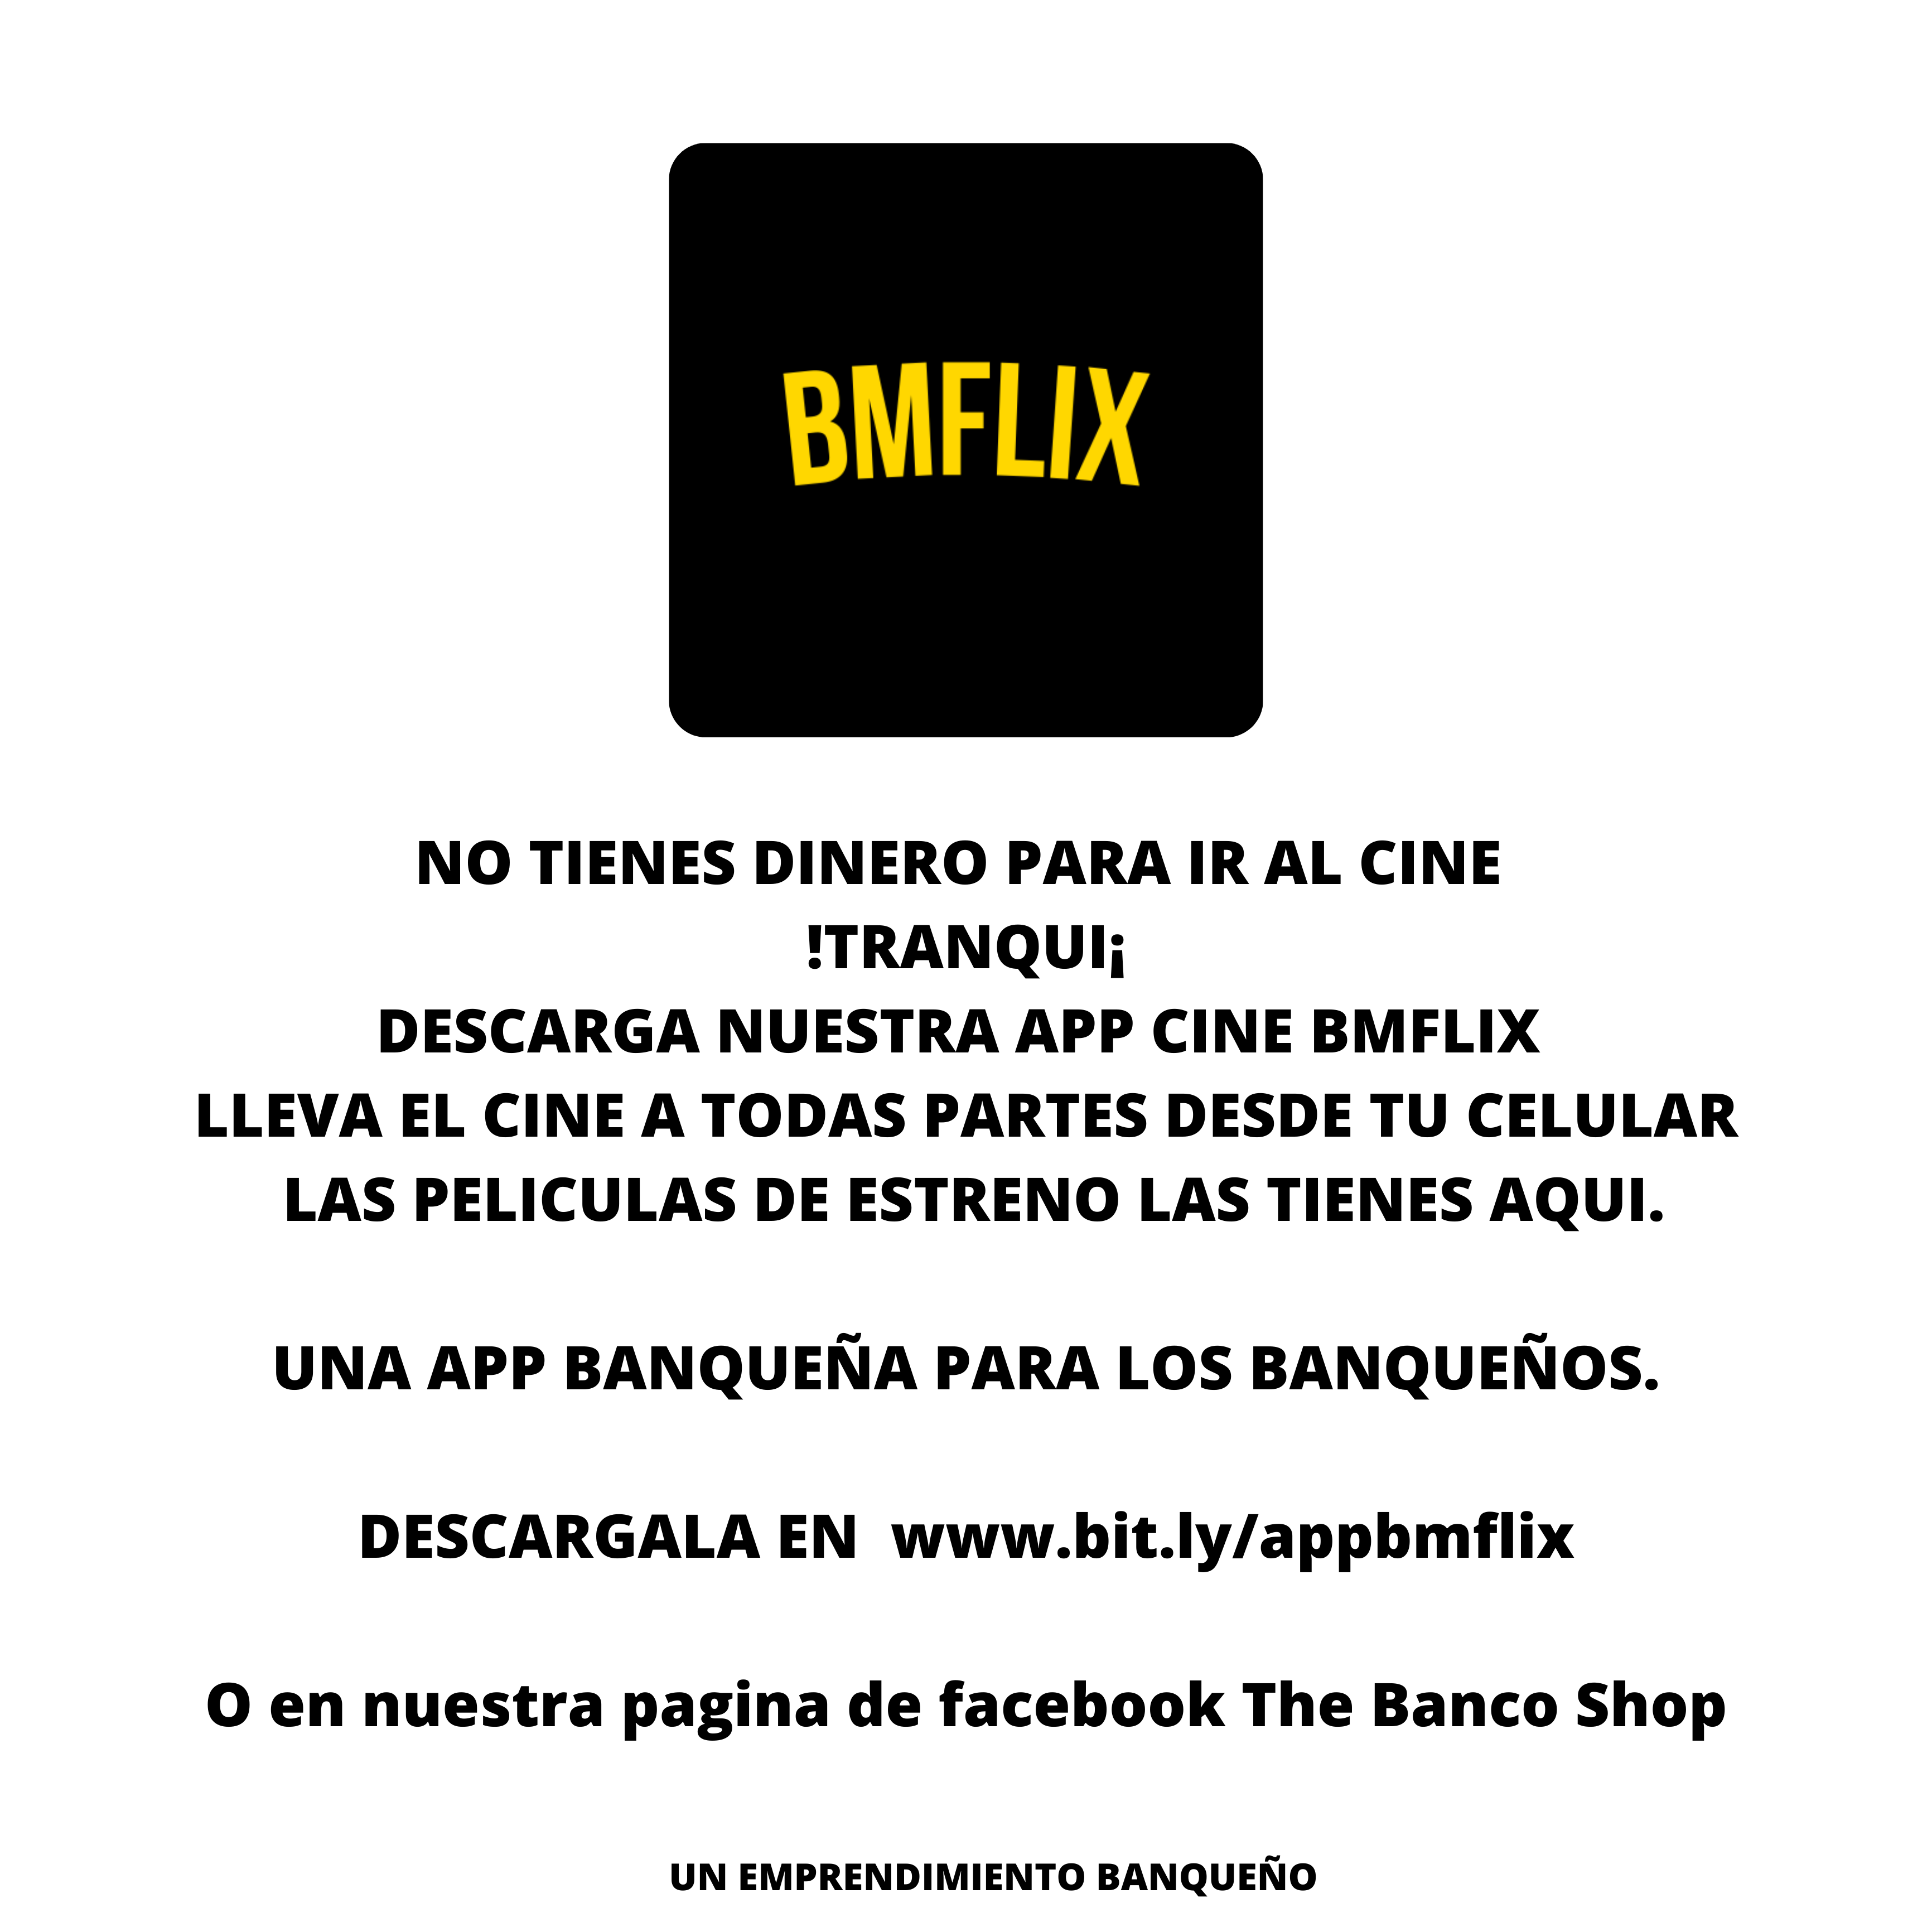 BMFLIX
NO TIENES DINERO PARA IR AL CINE
!TRANQUI¡
DESCARGA NUESTRA APP CINE BMFLIX
LLEVA EL CINE A TODAS PARTES DESDE TU CELULAR
LAS PELICULAS DE ESTRENO LAS TIENES AQUI.
UNA APP BANQUEÑA PARA LOS BANQUEÑOS.
DESCARGALA EN www.bit.ly/appbmflix
O en nuestra pagina de facebook The Banco Shop
UN EMPRENDIMIENTO BANQUEÑO